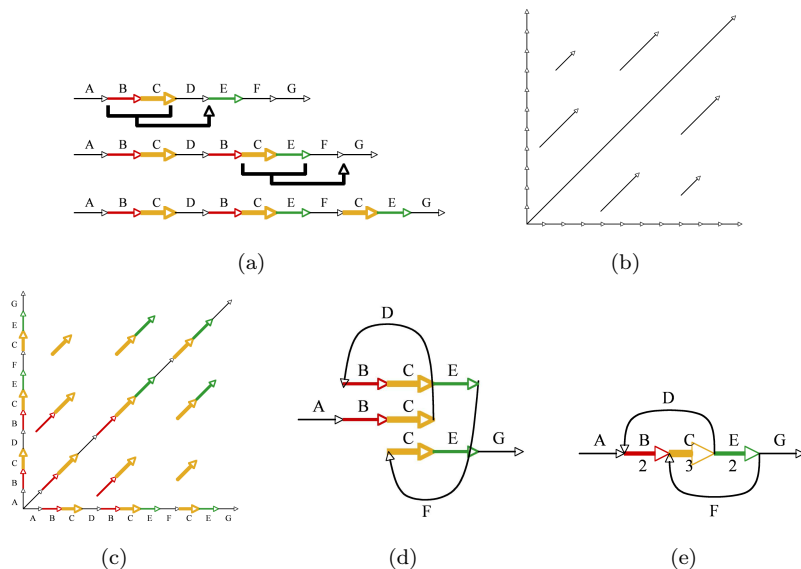 A B C D E F G
A B C D B C E F G
A B C D B C E F C E G
(a)
(b)
G
E
C
F
E
C
B
D
C
B
A
A B C D B C E F C E G
(c)
D
B C E
A B C
C E G
F
(d)
D
A B C E G
2 3 2
F
(e)